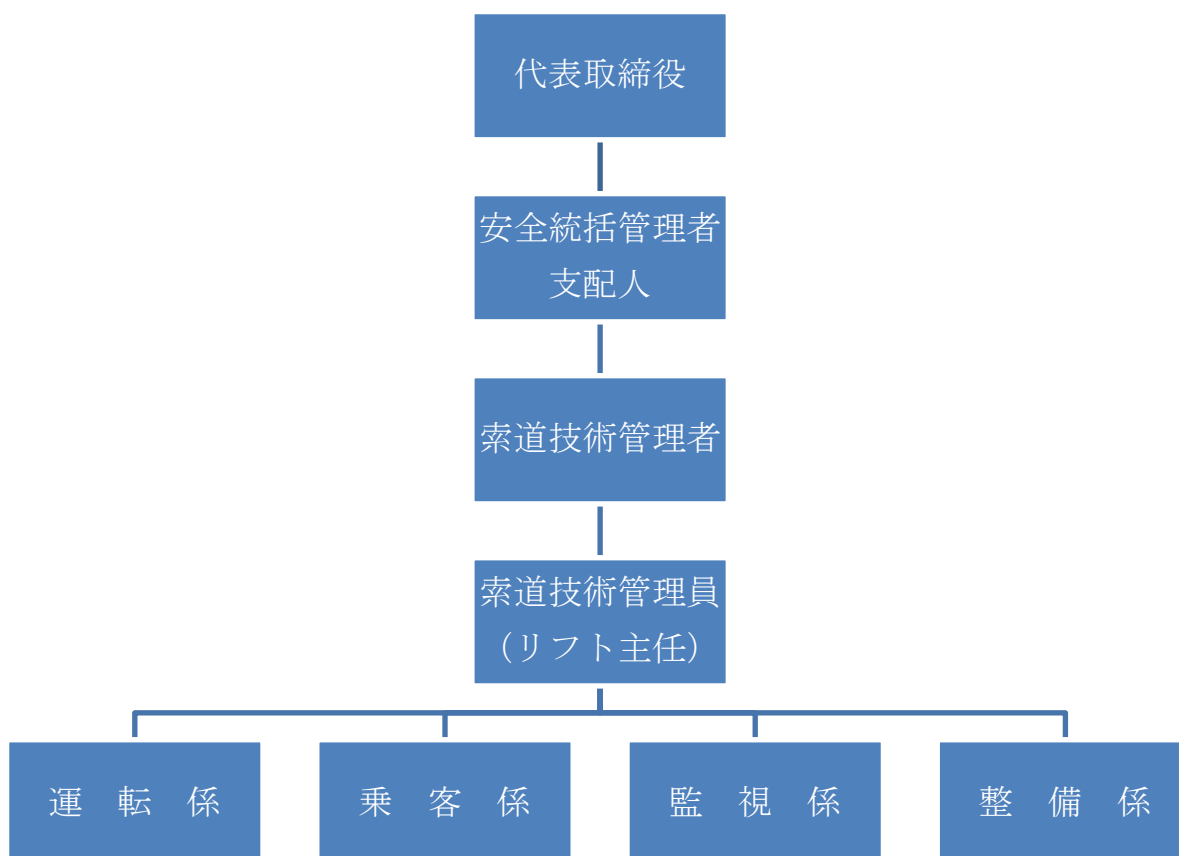 代表取締役
安全統括管理者
支配人
索道技術管理者
索道技術管理員
（リフト主任）
運　転　係
乗　客　係
監　視　係
整　備　係